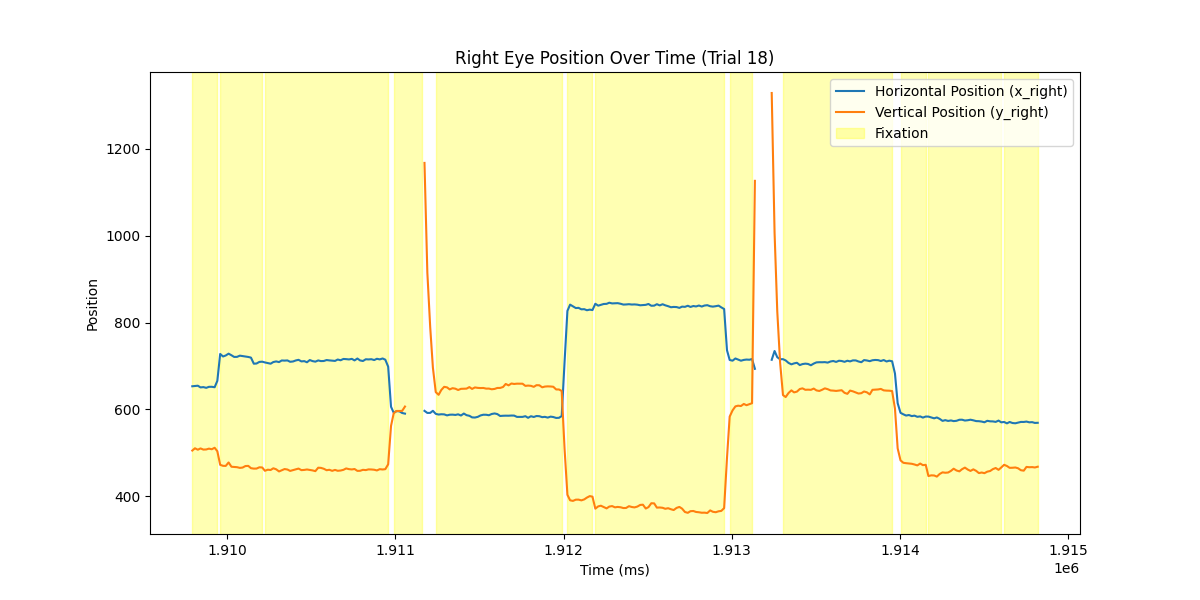 Right Eye Position Over Time (Trial 18)
Horizontal Position (x_right)
Vertical Position (y_right)
Fixation
1200
1000
800
600
400
Position
1.910 1.911 1.912 1.913 1.914 1.915
1e6
Time (ms)